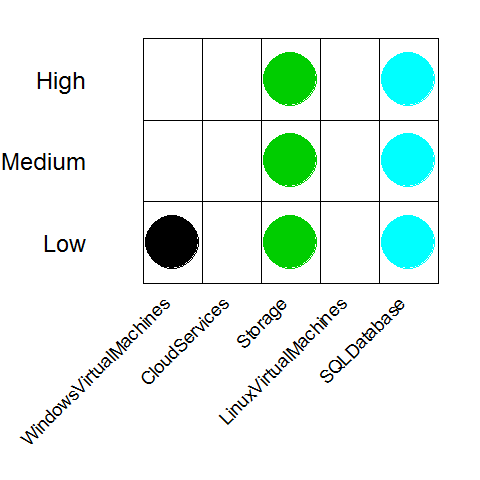 High
Medium
Low
WindowsVirtualMachines
CloudServices
Storage
LinuxVirtualMachines
SQLDatabase